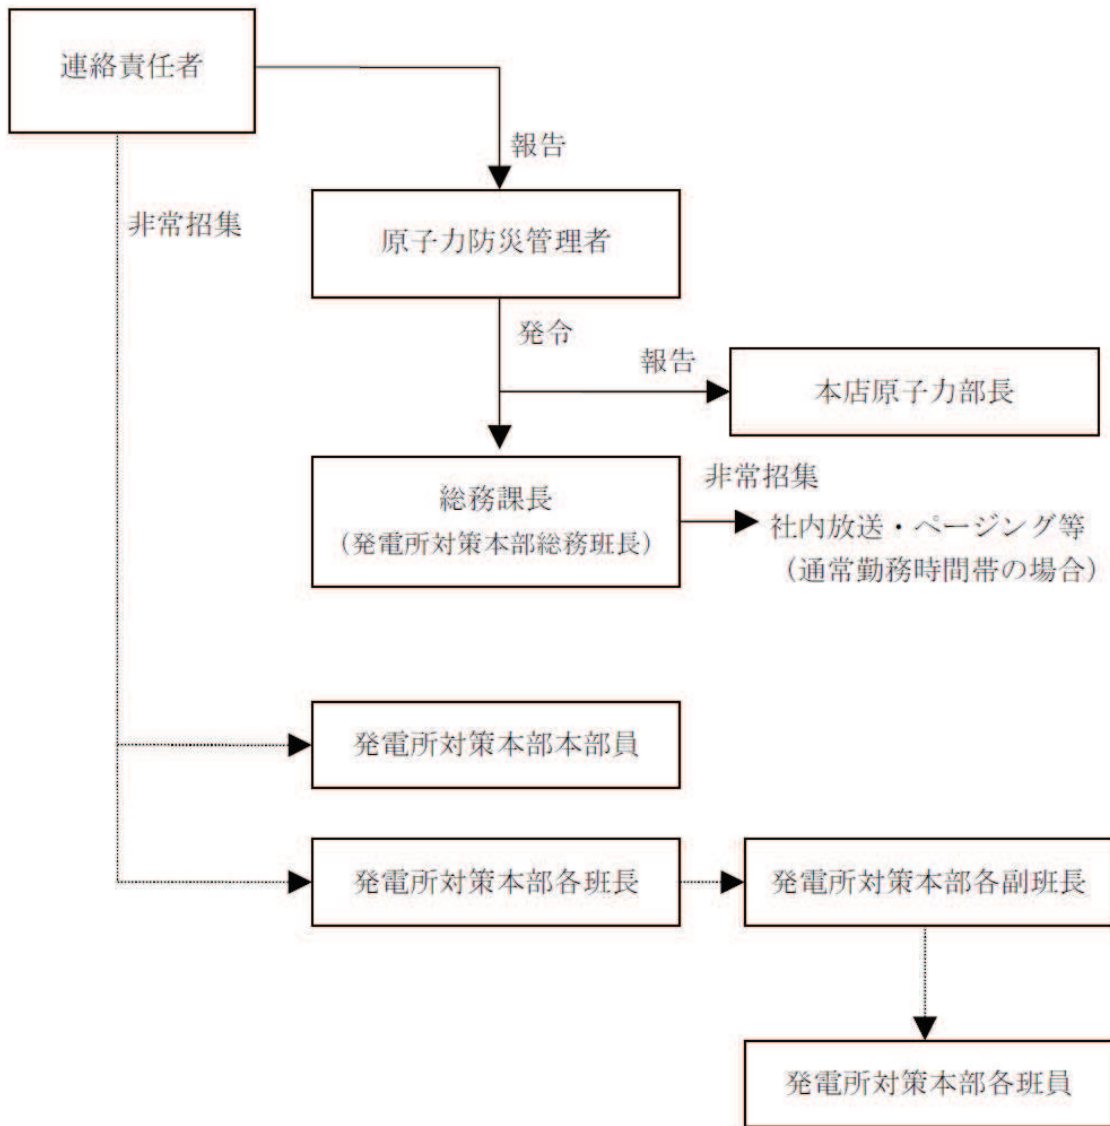 連絡責任者
報告
非常招集
原子力防災管理者
発令
報告
本店原子力部長
総務課長
（発電所対策本部総務班長）
非常招集
社内放送・ページング等
（通常勤務時間帯の場合）
発電所対策本部本部員
発電所対策本部各班長
発電所対策本部各副班長
発電所対策本部各班員